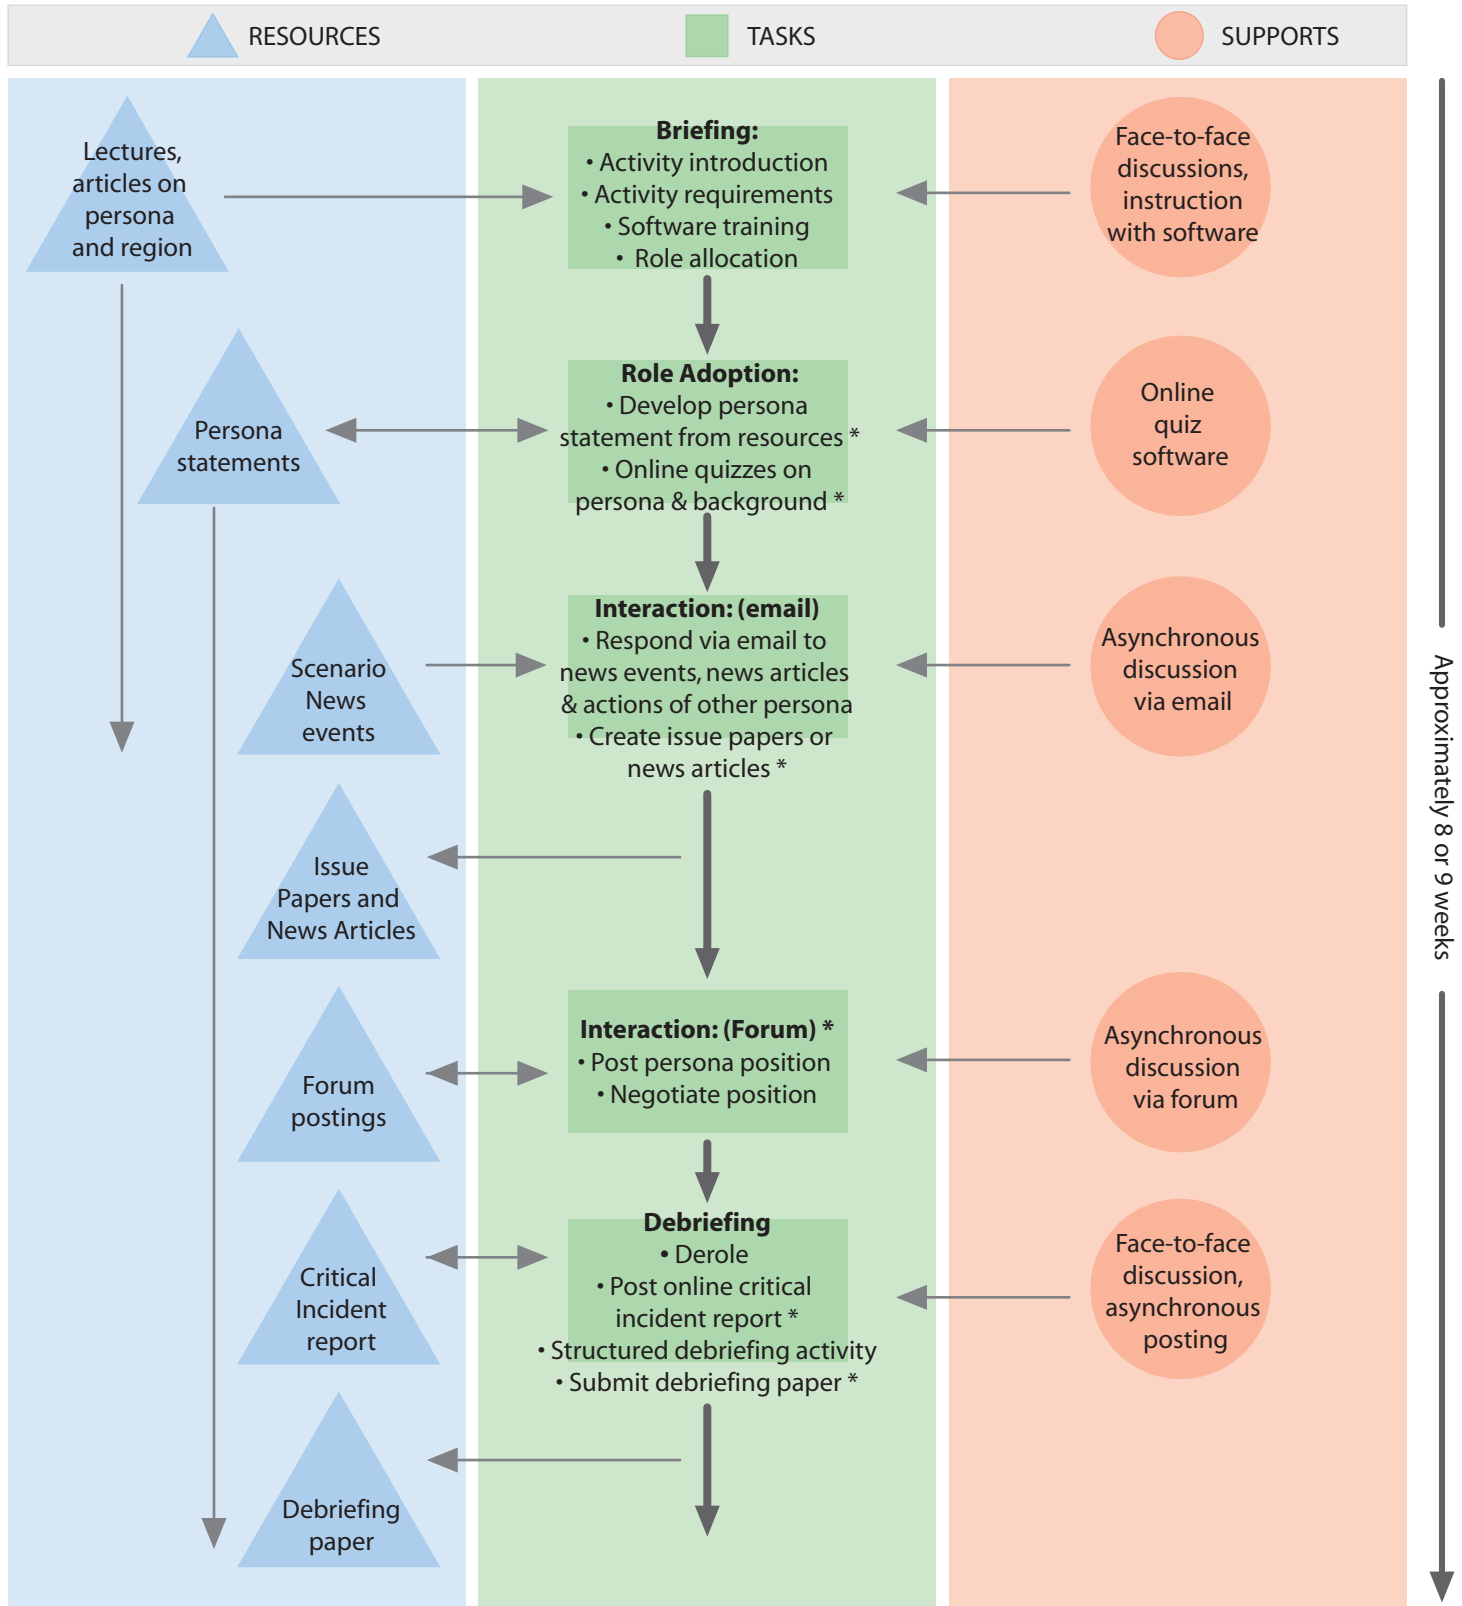 RESOURCES
TASKS
SUPPORTS
Lectures,
articles on
persona
and region
Briefing:
• Activity introduction
• Activity requirements
• Software training
• Role allocation
Face-to-face
discussions,
instruction
with software
Persona
statements
Role Adoption:
• Develop persona
statement from resources *
• Online quizzes on
persona & background *
Online
quiz
software
Scenario
News
events
Interaction: (email)
• Respond via email to
news events, news articles
& actions of other persona
• Create issue papers or
news articles *
Asynchronous
discussion
via email
Issue
Papers and
News Articles
Forum
postings
Interaction: (Forum) *
• Post persona position
• Negotiate position
Asynchronous
discussion
via forum
Critical
Incident
report
Debriefing
• Derole
• Post online critical
incident report *
• Structured debriefing activity
• Submit debriefing paper *
Face-to-face
discussion,
asynchronous
posting
Debriefing
paper
Approximately 8 or 9 weeks